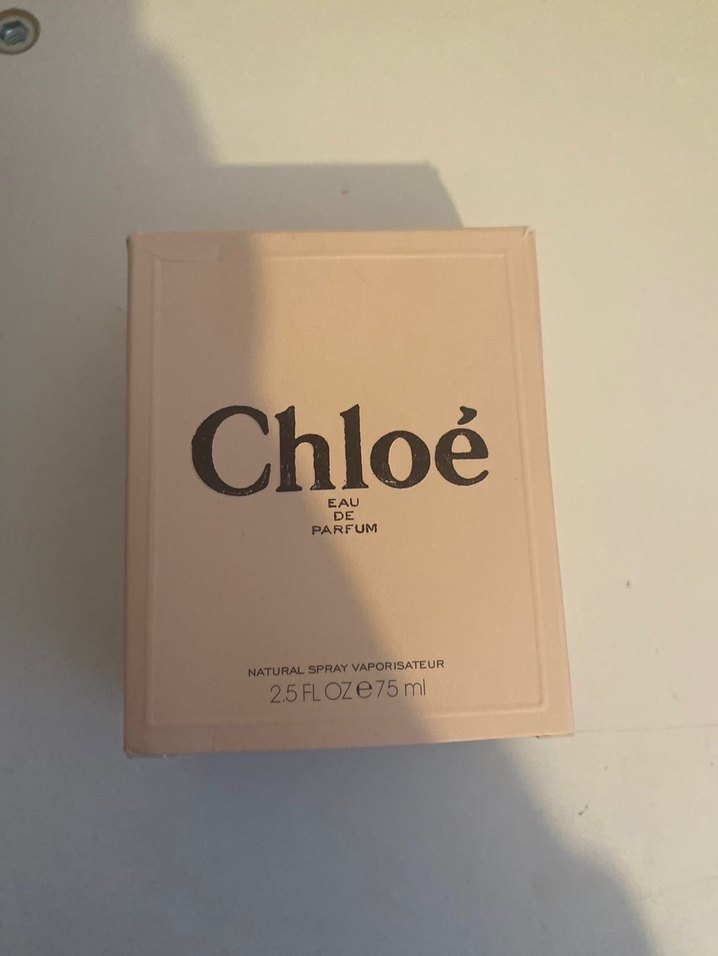 Chloé
EAU
DE
PARFUM
NATURAL SPRAY VAPORISATEUR
2.5 FL OZ ℮ 75 ml